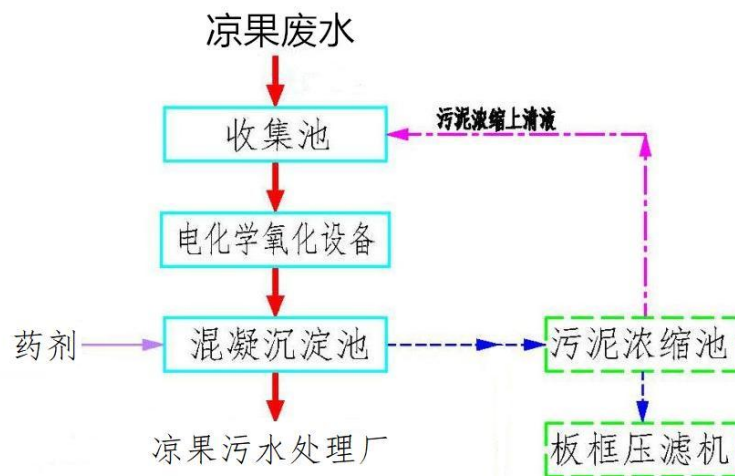 凉果废水
收集池
污泥浓缩上清液
电化学氧化设备
药剂
混凝沉淀池
污泥浓缩池
凉果污水处理厂
板框压滤机